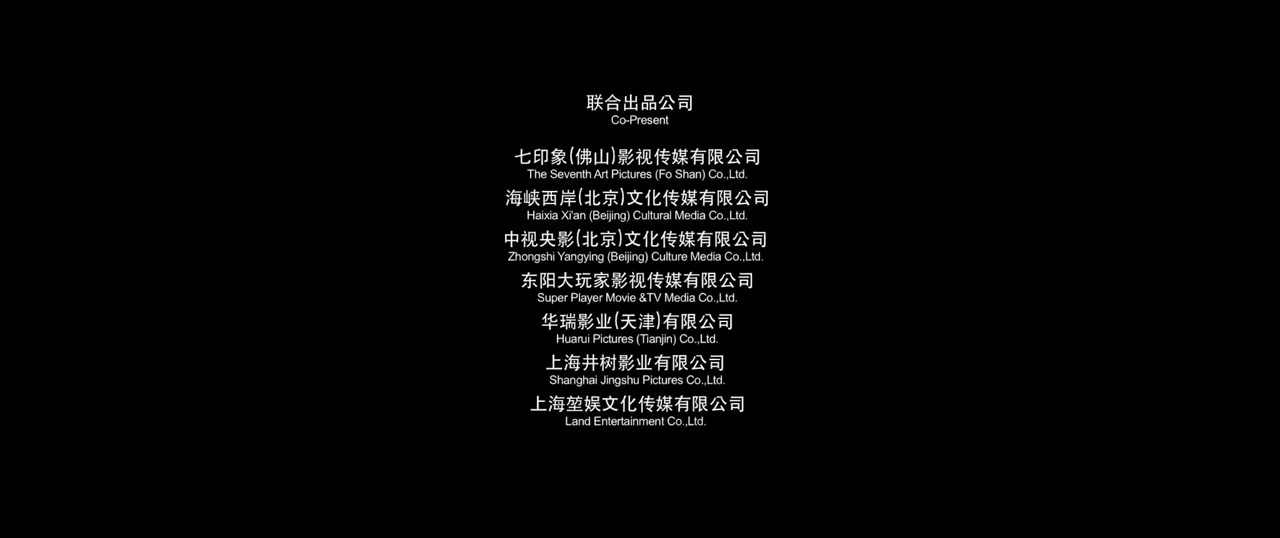 联合出品公司
Co-Present
七印象(佛山)影视传媒有限公司
The Seventh Art Pictures (Fo Shan) Co.,Ltd.
海峡西岸(北京)文化传媒有限公司
Haixia Xi'an (Beijing) Cultural Media Co.,Ltd.
中视央影(北京)文化传媒有限公司
Zhongshi Yangying (Beijing) Culture Media Co.,Ltd.
东阳大玩家影视传媒有限公司
Super Player Movie &TV Media Co.,Ltd.
华瑞影业(天津)有限公司
Huarui Pictures (Tianjin) Co.,Ltd.
上海井树影业有限公司
Shanghai Jingshu Pictures Co.,Ltd.
上海堃娱文化传媒有限公司
Land Entertainment Co.,Ltd.